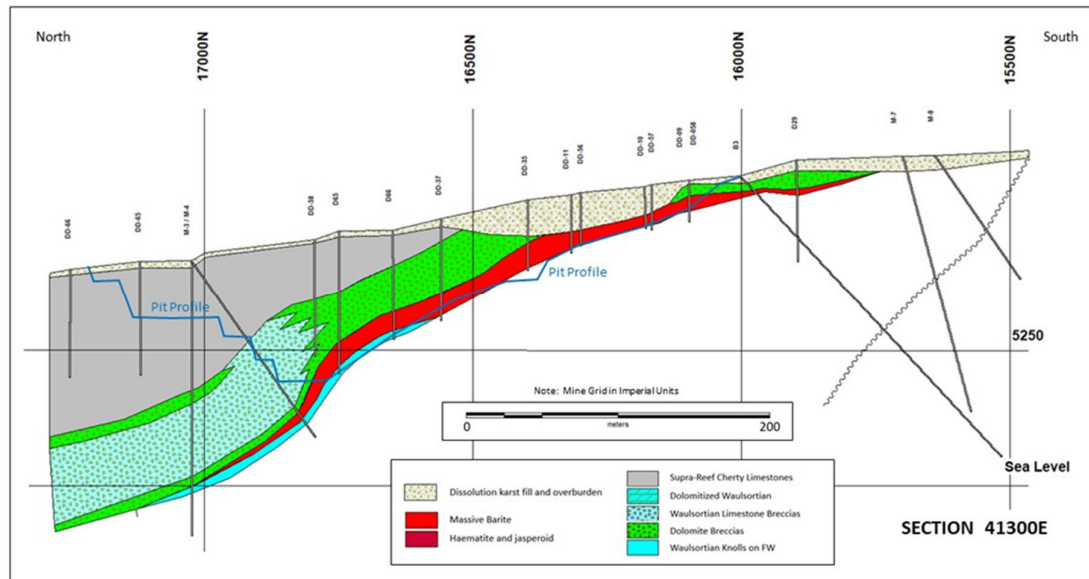 North
17000N
16500N
16000N
15500N
South
DD-66
DD-65
M-3 / M-4
DD-38
D65
D66
DD-37
DD-35
DD-11
DD-36
DD-10
DD-57
DD-09
DD-058
B3
D29
M-7
M-8
Pit Profile
Pit Profile
5250
Note: Mine Grid in Imperial Units
0
meters
200
Sea Level
Dissolution karst fill and overburden
Massive Barite
Haematite and jasperoid
Supra-Reef Cherty Limestones
Dolomitized Waulsortian
Waulsortian Limestone Breccias
Dolomite Breccias
Waulsortian Knolls on FW
SECTION 41300E